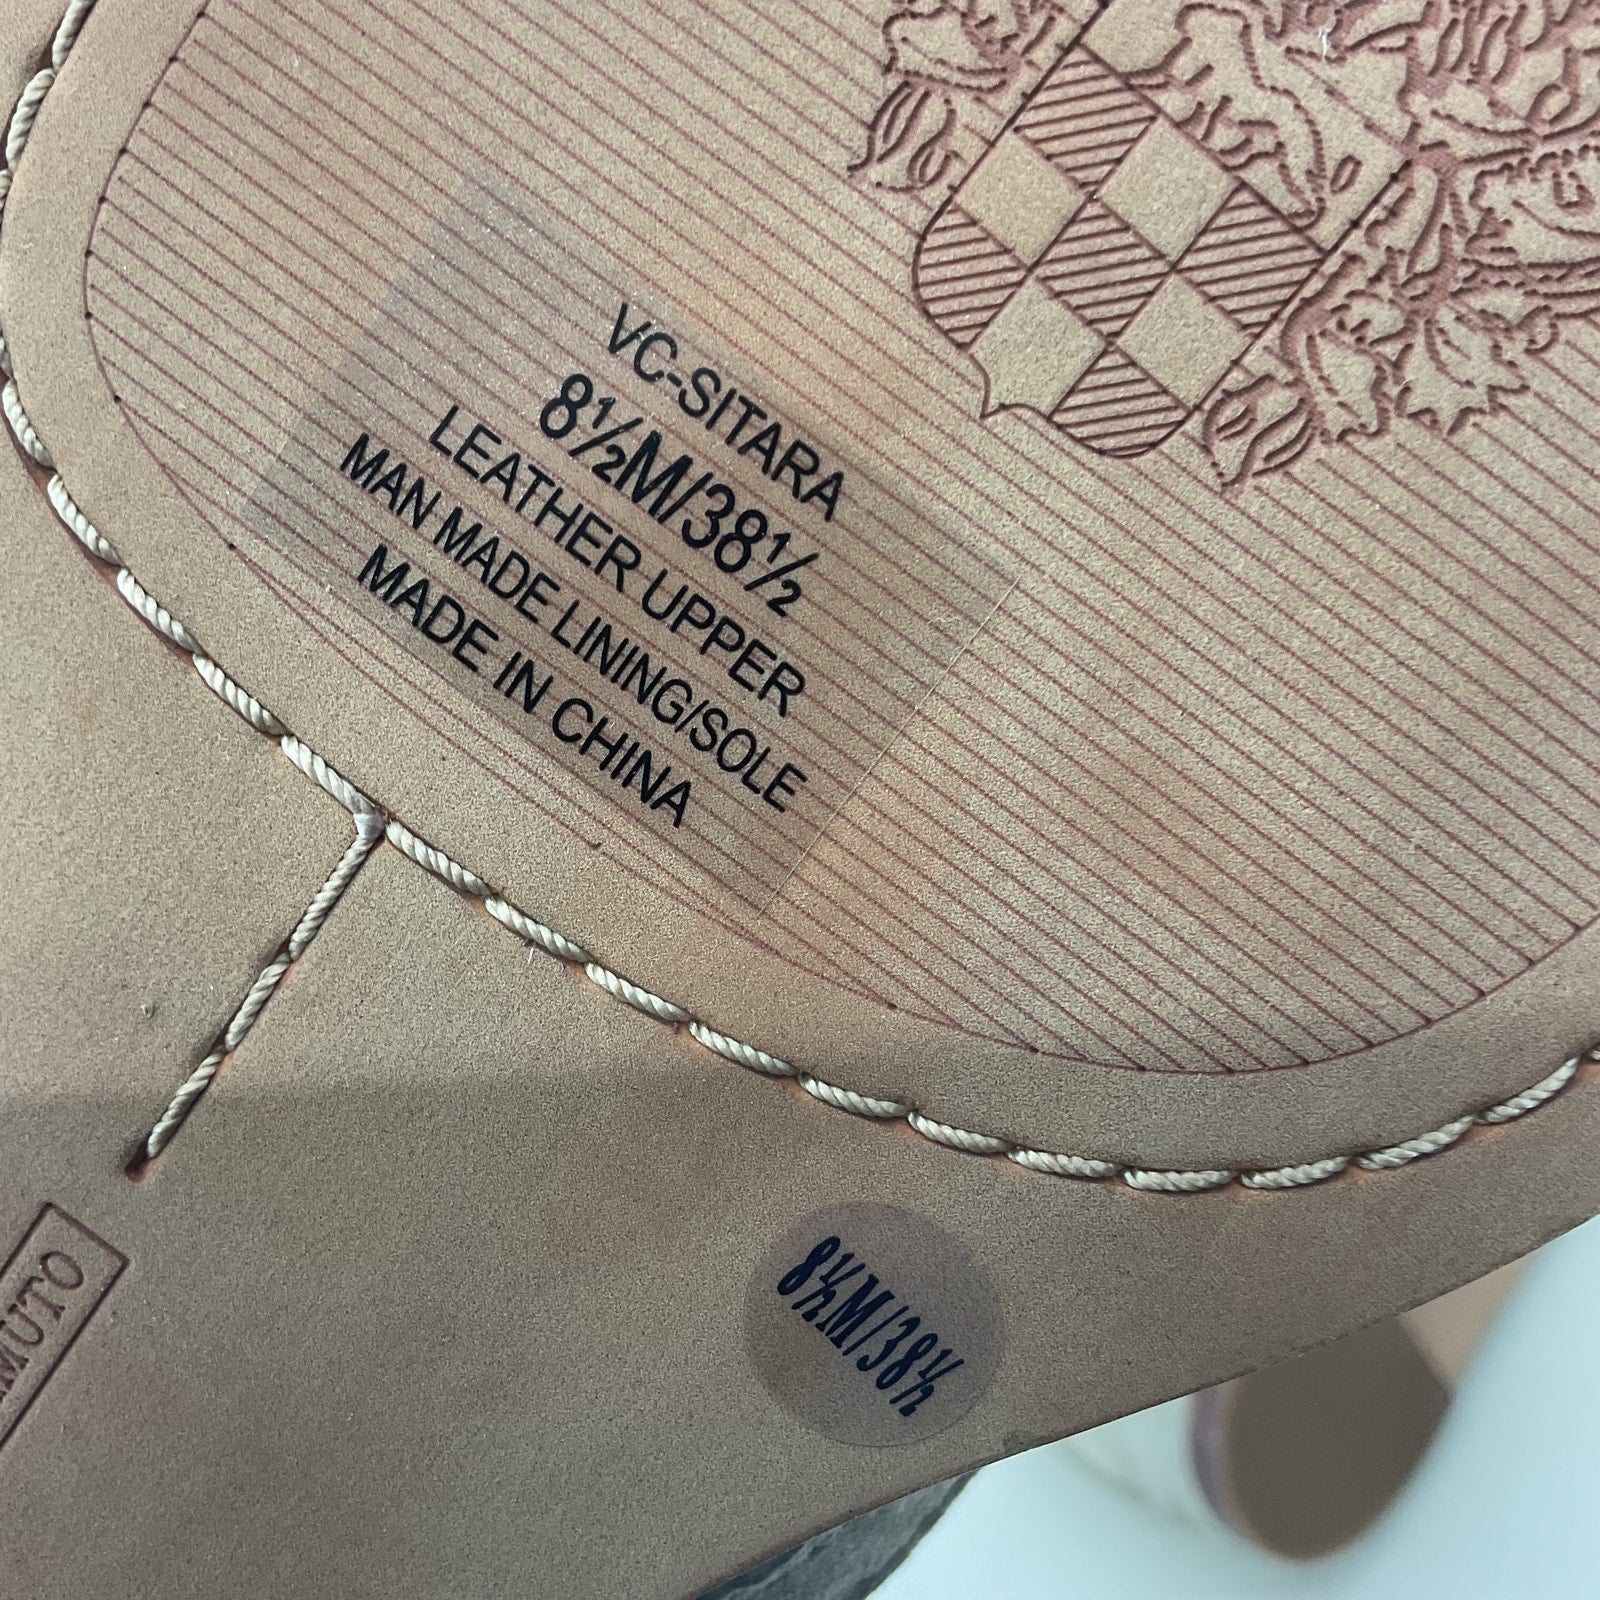 VC-SITARA
8½M/38½
LEATHER UPPER
MAN MADE LINING/SOLE
MADE IN CHINA
8½M/38½
MUTO